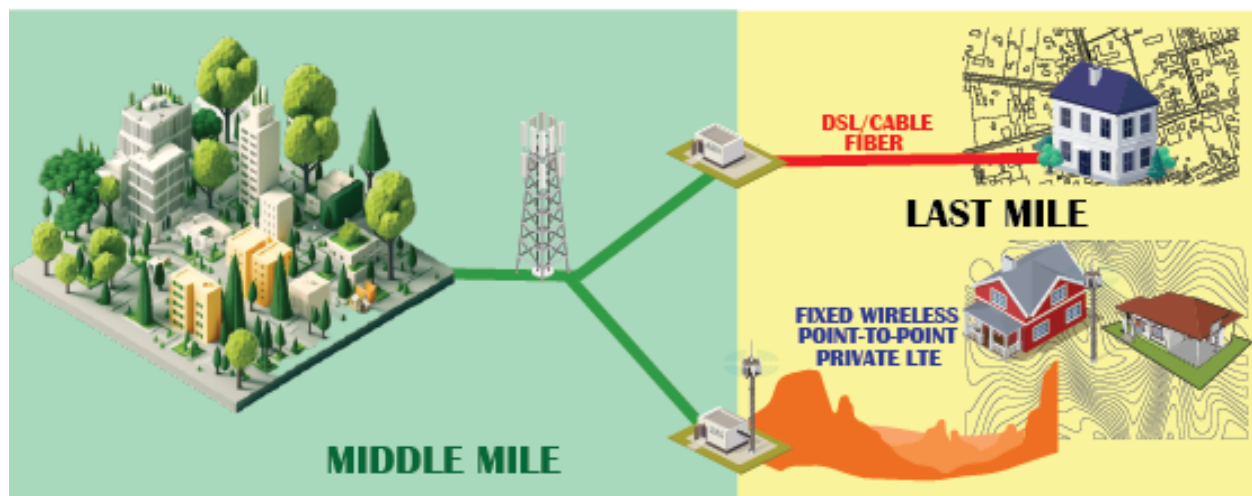 DSL/CABLE
FIBER
LAST MILE
FIXED WIRELESS
POINT-TO-POINT
PRIVATE LTE
MIDDLE MILE